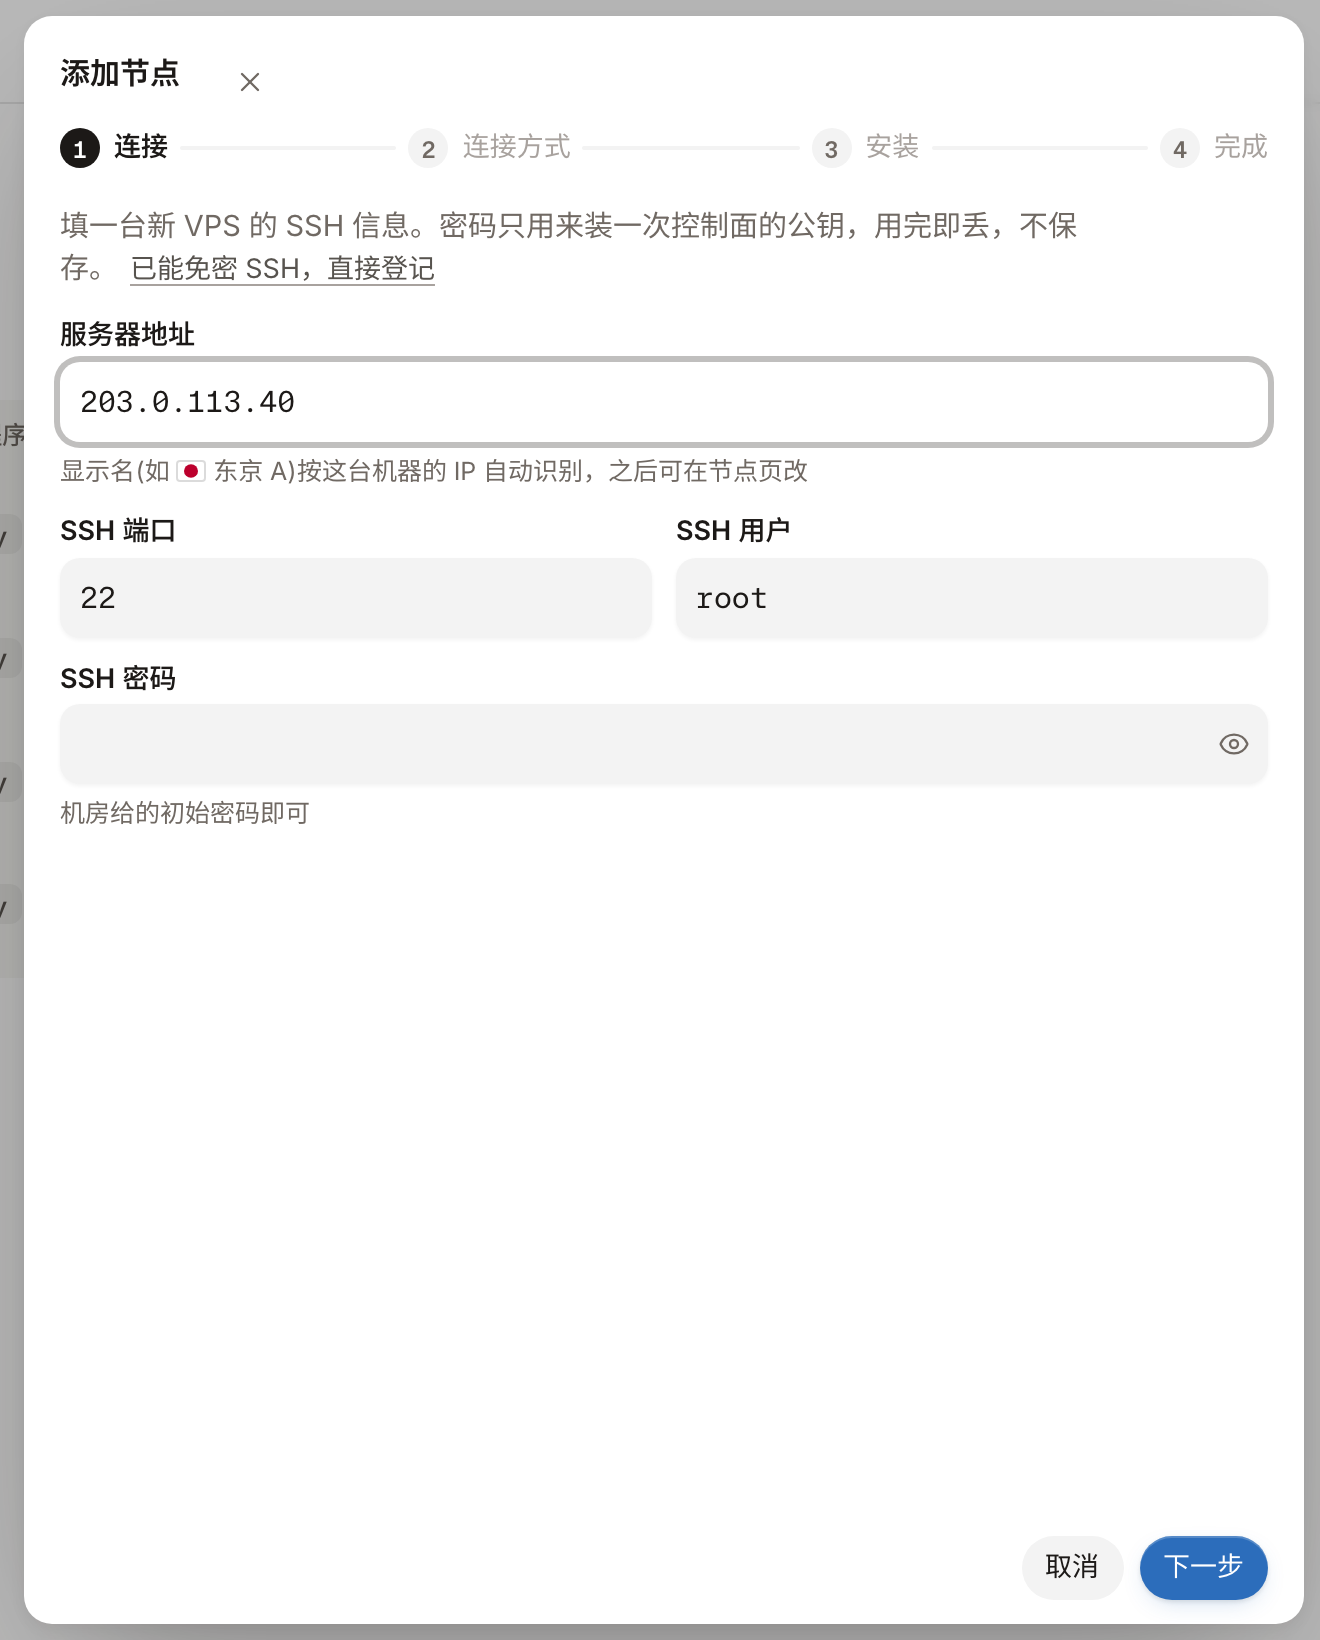 添加节点
1 连接 2 连接方式 3 安装 4 完成
填一台新 VPS 的 SSH 信息。密码只用来装一次控制面的公钥，用完即丢，不保
存。 已能免密 SSH，直接登记
服务器地址
203.0.113.40
显示名(如 🇯🇵 东京 A)按这台机器的 IP 自动识别，之后可在节点页改
SSH 端口 SSH 用户
22 root
SSH 密码
机房给的初始密码即可
取消 下一步
序
y
y
y
y